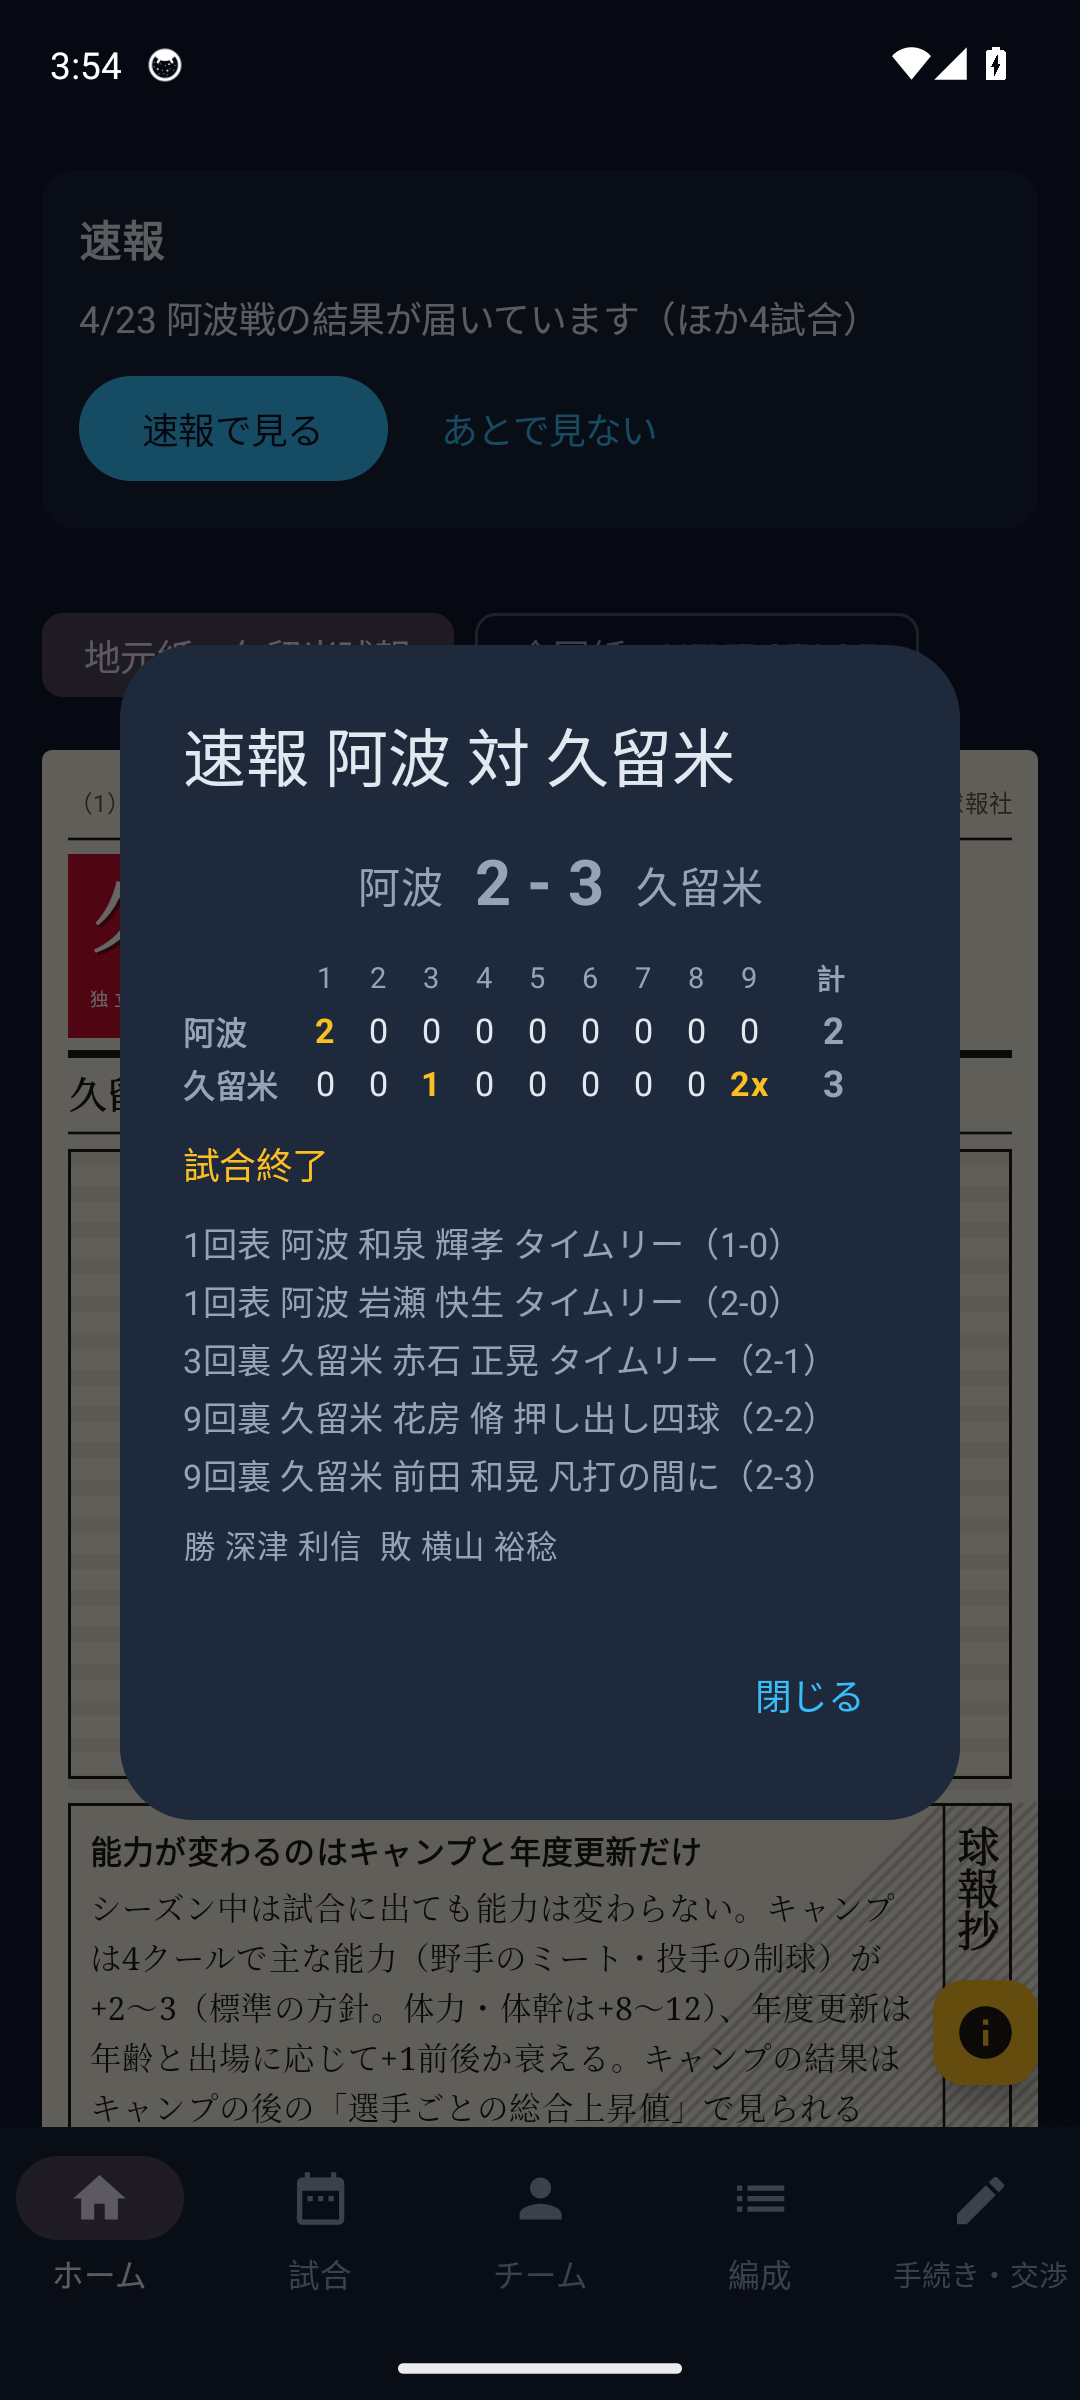 3:54
速報
4/23 阿波戦の結果が届いています（ほか4試合）
速報で見る
あとで見ない
速報 阿波 対 久留米
（1）
球報社
阿波 2 - 3 久留米
1 2 3 4 5 6 7 8 9 計
阿波 2 0 0 0 0 0 0 0 0 2
久留米 0 0 1 0 0 0 0 0 2x 3
試合終了
1回表 阿波 和泉 輝孝 タイムリー（1-0）
1回表 阿波 岩瀬 快生 タイムリー（2-0）
3回裏 久留米 赤石 正晃 タイムリー（2-1）
9回裏 久留米 花房 脩 押し出し四球（2-2）
9回裏 久留米 前田 和晃 凡打の間に（2-3）
勝 深津 利信 敗 横山 裕稔
閉じる
球報抄
能力が変わるのはキャンプと年度更新だけ
シーズン中は試合に出ても能力は変わらない。キャンプ
は4クールで主な能力（野手のミート・投手の制球）が
+2〜3（標準の方針。体力・体幹は+8〜12）、年度更新は
年齢と出場に応じて+1前後か衰える。キャンプの結果は
キャンプの後の「選手ごとの総合上昇値」で見られる
ホーム
試合
チーム
編成
手続き・交渉